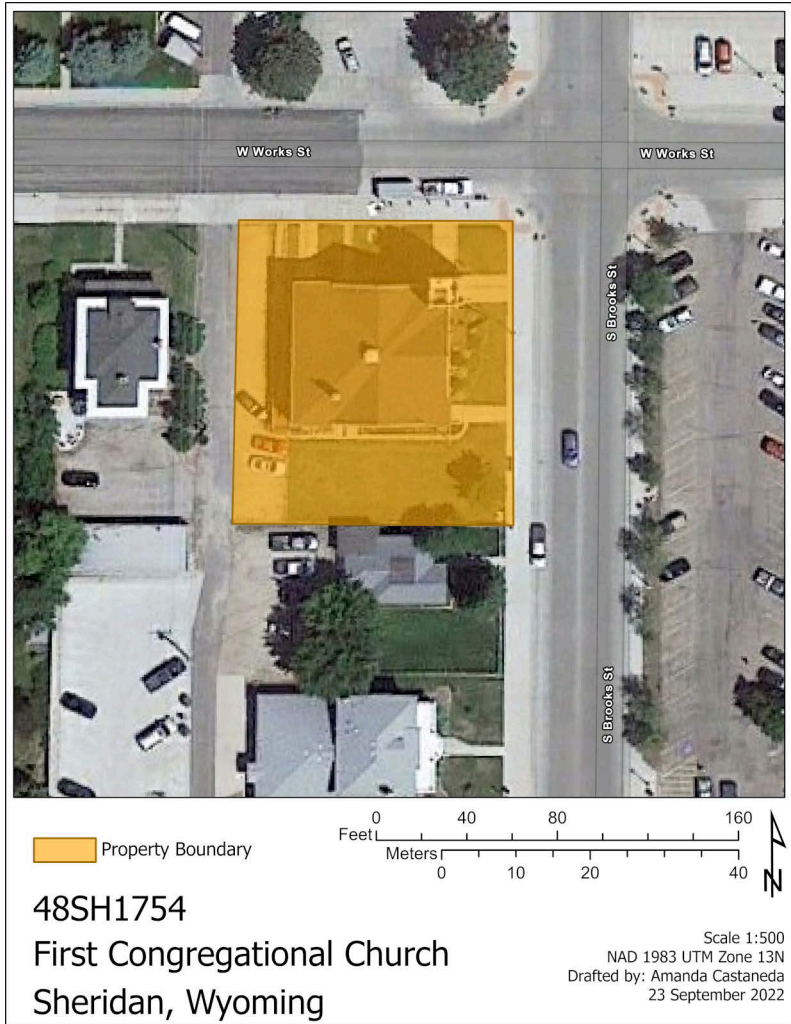 W Works St
W Works St
S Brooks St
S Brooks St
0 40 80 160
Feet
Meters
0 10 20 40
Property Boundary
N
48SH1754
First Congregational Church
Sheridan, Wyoming
Scale 1:500
NAD 1983 UTM Zone 13N
Drafted by: Amanda Castaneda
23 September 2022